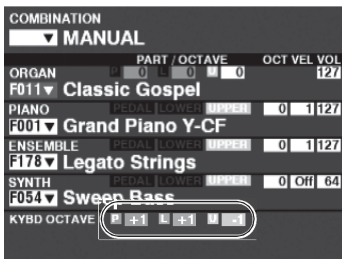 COMBINATION
▼ MANUAL
PART / OCTAVE OCT VEL VOL
ORGAN P 0 L 0 U 0 127
F011▼ Classic Gospel
PIANO PEDAL LOWER UPPER 0 1 127
F001▼ Grand Piano Y-CF
ENSEMBLE PEDAL LOWER UPPER 0 1 127
F178▼ Legato Strings
SYNTH PEDAL LOWER UPPER 0 Off 64
F054▼ Sweep Bass
KYBD OCTAVE P +1 L +1 U -1